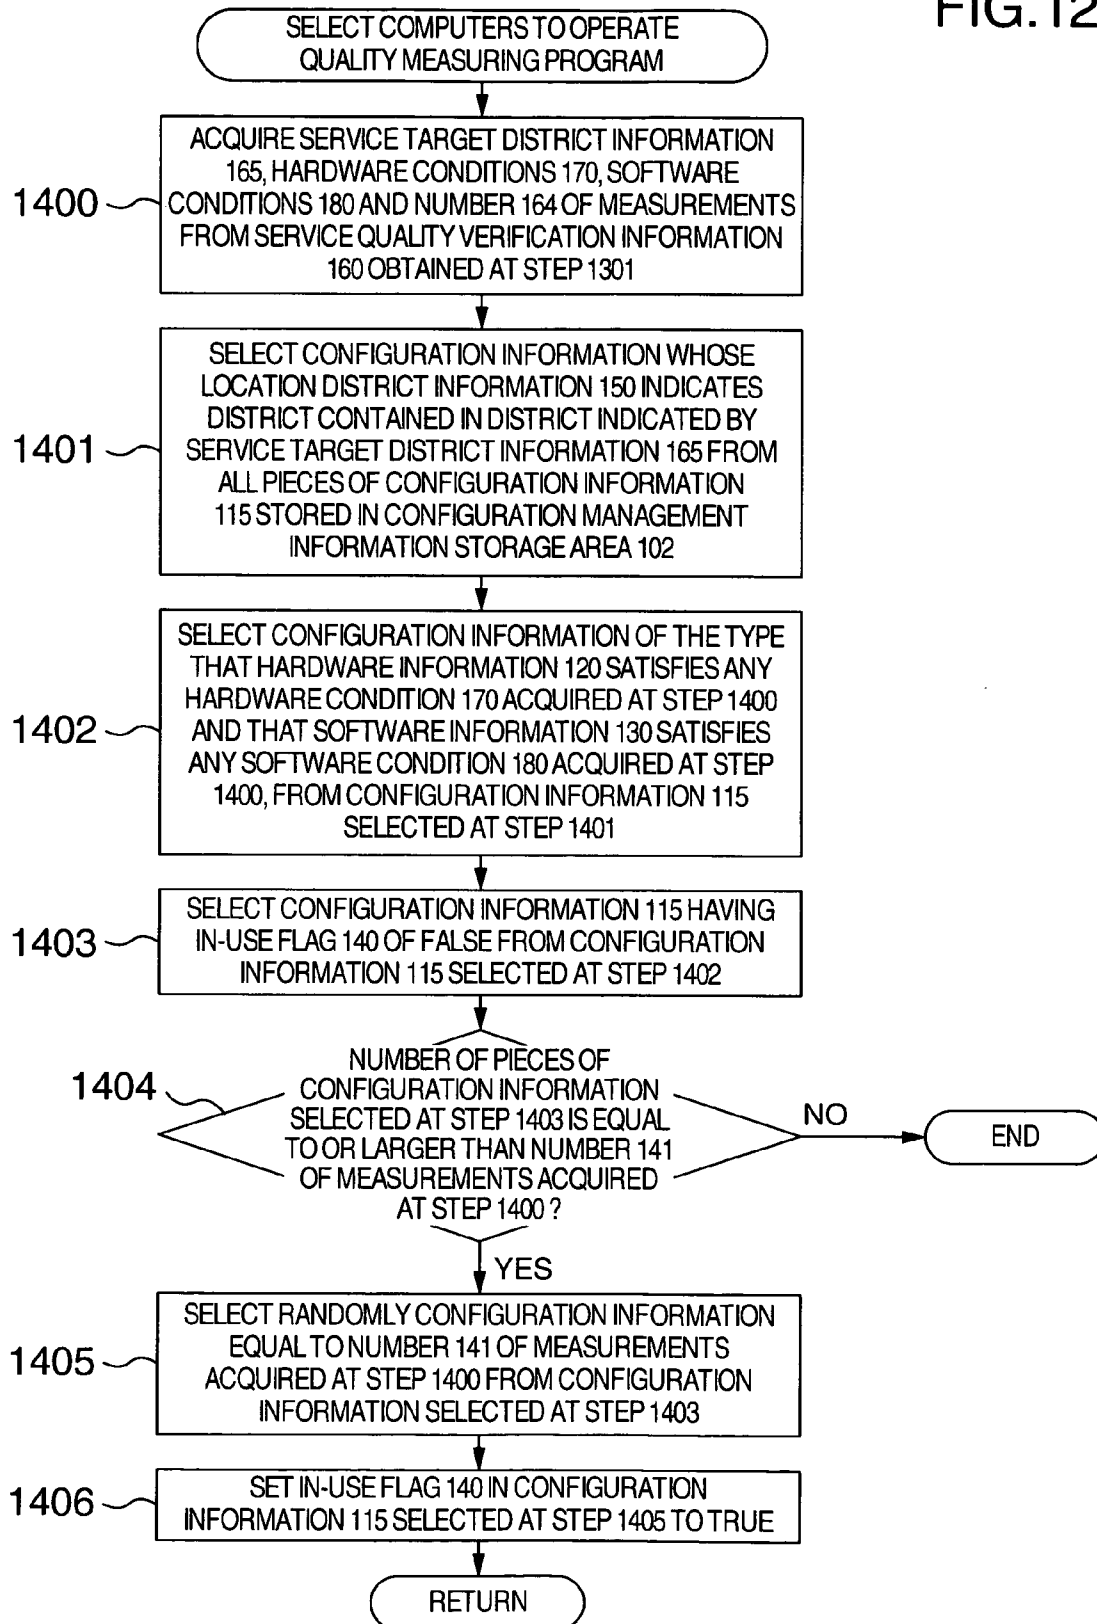 FIG.12
SELECT COMPUTERS TO OPERATE
QUALITY MEASURING PROGRAM
1400
ACQUIRE SERVICE TARGET DISTRICT INFORMATION
165, HARDWARE CONDITIONS 170, SOFTWARE
CONDITIONS 180 AND NUMBER 164 OF MEASUREMENTS
FROM SERVICE QUALITY VERIFICATION INFORMATION
160 OBTAINED AT STEP 1301
1401
SELECT CONFIGURATION INFORMATION WHOSE
LOCATION DISTRICT INFORMATION 150 INDICATES
DISTRICT CONTAINED IN DISTRICT INDICATED BY
SERVICE TARGET DISTRICT INFORMATION 165 FROM
ALL PIECES OF CONFIGURATION INFORMATION
115 STORED IN CONFIGURATION MANAGEMENT
INFORMATION STORAGE AREA 102
1402
SELECT CONFIGURATION INFORMATION OF THE TYPE
THAT HARDWARE INFORMATION 120 SATISFIES ANY
HARDWARE CONDITION 170 ACQUIRED AT STEP 1400
AND THAT SOFTWARE INFORMATION 130 SATISFIES
ANY SOFTWARE CONDITION 180 ACQUIRED AT STEP
1400, FROM CONFIGURATION INFORMATION 115
SELECTED AT STEP 1401
1403
SELECT CONFIGURATION INFORMATION 115 HAVING
IN-USE FLAG 140 OF FALSE FROM CONFIGURATION
INFORMATION 115 SELECTED AT STEP 1402
1404
NUMBER OF PIECES OF
CONFIGURATION INFORMATION
SELECTED AT STEP 1403 IS EQUAL
TO OR LARGER THAN NUMBER 141
OF MEASUREMENTS ACQUIRED
AT STEP 1400 ?
NO
END
YES
1405
SELECT RANDOMLY CONFIGURATION INFORMATION
EQUAL TO NUMBER 141 OF MEASUREMENTS
ACQUIRED AT STEP 1400 FROM CONFIGURATION
INFORMATION SELECTED AT STEP 1403
1406
SET IN-USE FLAG 140 IN CONFIGURATION
INFORMATION 115 SELECTED AT STEP 1405 TO TRUE
RETURN